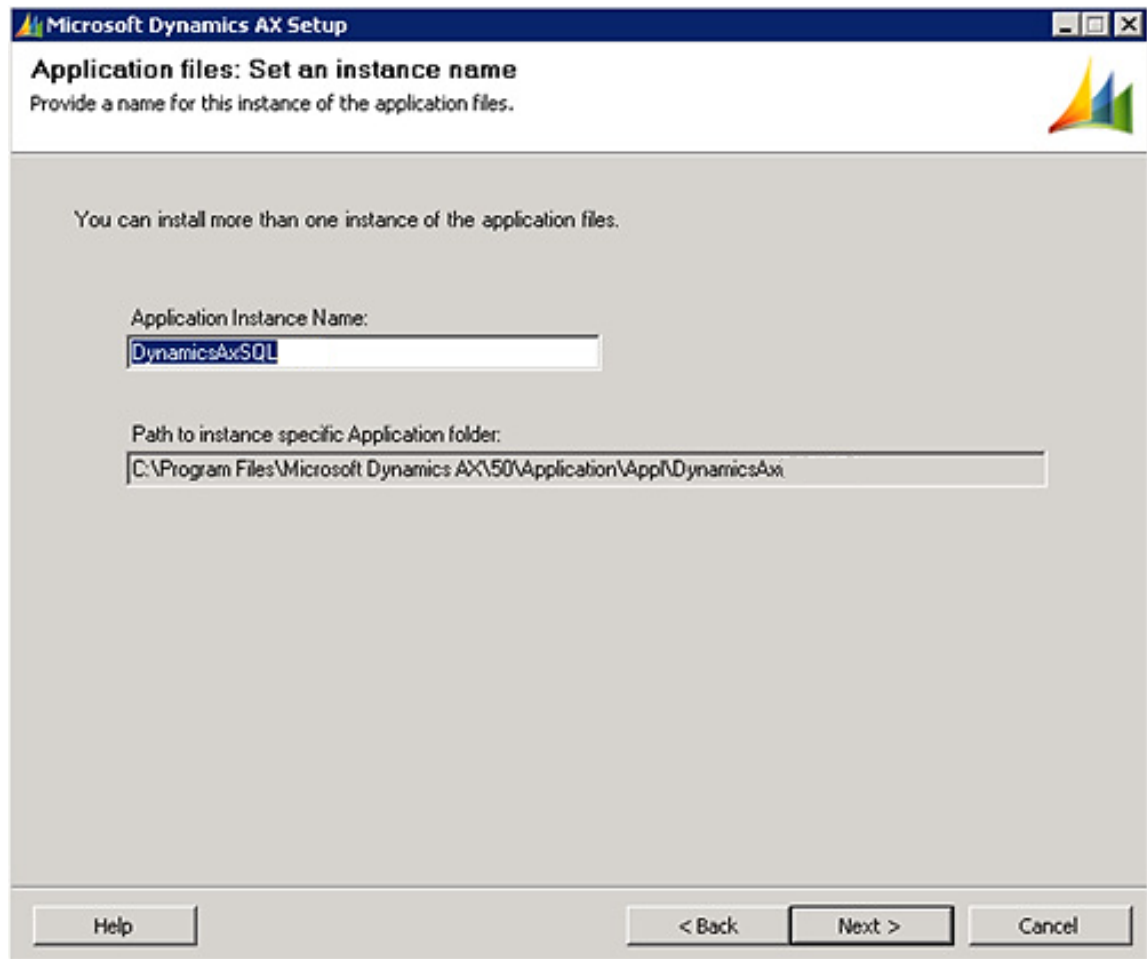 Microsoft Dynamics AX Setup
Application files: Set an instance name
Provide a name for this instance of the application files.
You can install more than one instance of the application files.
Application Instance Name:
DynamicsAxSQL
Path to instance specific Application folder:
C:\Program Files\Microsoft Dynamics AX\50\Application\Appl\DynamicsAx\
Help
< Back
Next >
Cancel